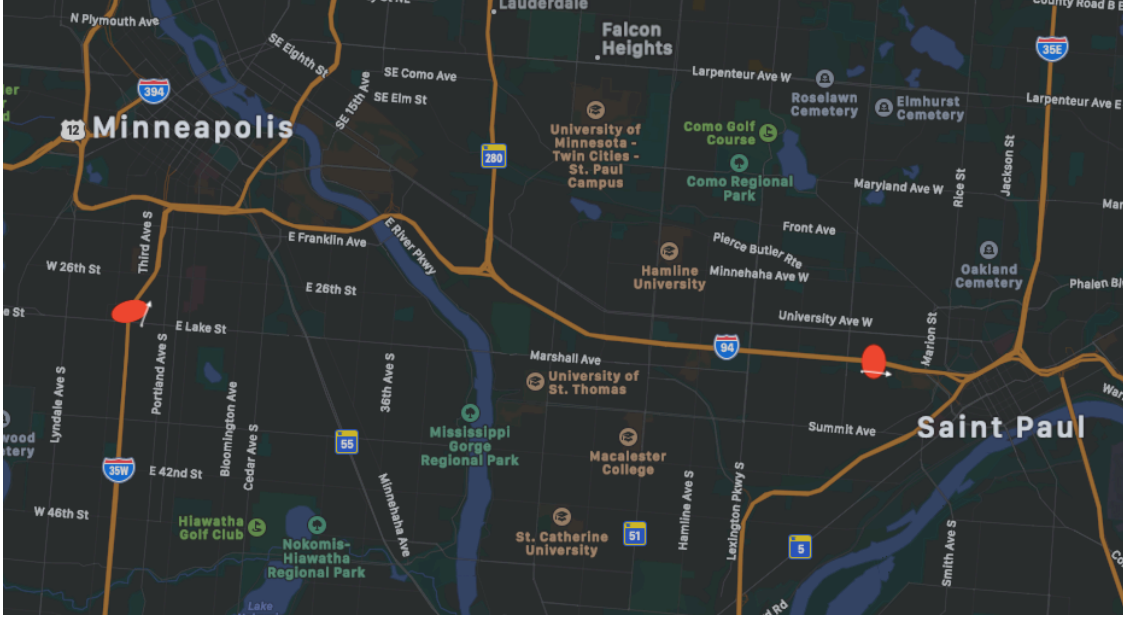 Lauderdale
County Road B E
N Plymouth Ave
Falcon
Heights
35E
SE Eighth St
SE Como Ave
Larpenteur Ave W
394
SE 15th Ave
SE Elm St
Roselawn
Cemetery
Elmhurst
Cemetery
Larpenteur Ave E
12
Minneapolis
University of
Minnesota -
Twin Cities -
St. Paul
Campus
Como Golf
Course
280
Como Regional
Park
Maryland Ave W
Rice St
Jackson St
Third Ave S
E Franklin Ave
E River Pkwy
Front Ave
Pierce Butler Rte
Minnehaha Ave W
Hamline
University
Oakland
Cemetery
W 26th St
E 26th St
University Ave W
Marion St
E Lake St
94
Marshall Ave
University of
St. Thomas
Lyndale Ave S
Portland Ave S
Bloomington Ave
Cedar Ave S
36th Ave S
Mississippi
Gorge
Regional Park
Summit Ave
Saint Paul
55
Macalester
College
35W
E 42nd St
W 46th St
Hiawatha
Golf Club
Nokomis-
Hiawatha
Regional Park
Minnehaha Ave
St. Catherine
University
51
Hamline Ave S
Lexington Pkwy S
5
Smith Ave S
Lake